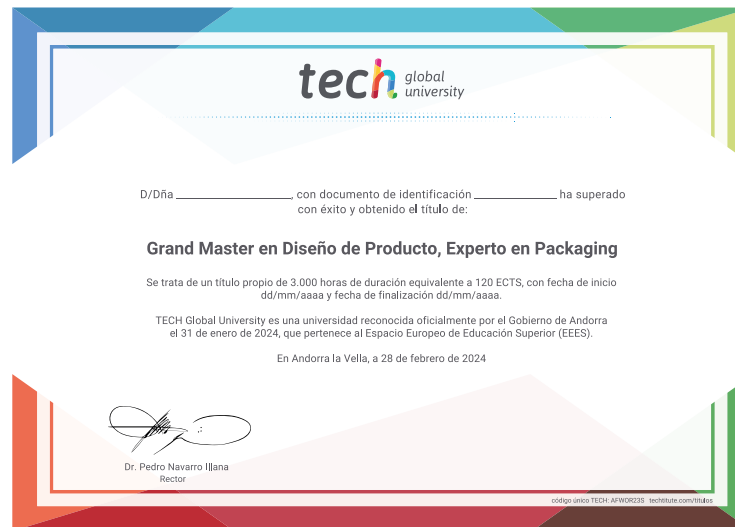 tech global
university
D/Dña ____________________, con documento de identificación ______________ ha superado
con éxito y obtenido el título de:
Grand Master en Diseño de Producto, Experto en Packaging
Se trata de un título propio de 3.000 horas de duración equivalente a 120 ECTS, con fecha de inicio
dd/mm/aaaa y fecha de finalización dd/mm/aaaa.
TECH Global University es una universidad reconocida oficialmente por el Gobierno de Andorra
el 31 de enero de 2024, que pertenece al Espacio Europeo de Educación Superior (EEES).
En Andorra la Vella, a 28 de febrero de 2024
Dr. Pedro Navarro Illana
Rector
código único TECH: AFWOR23S techtitute.com/titulos